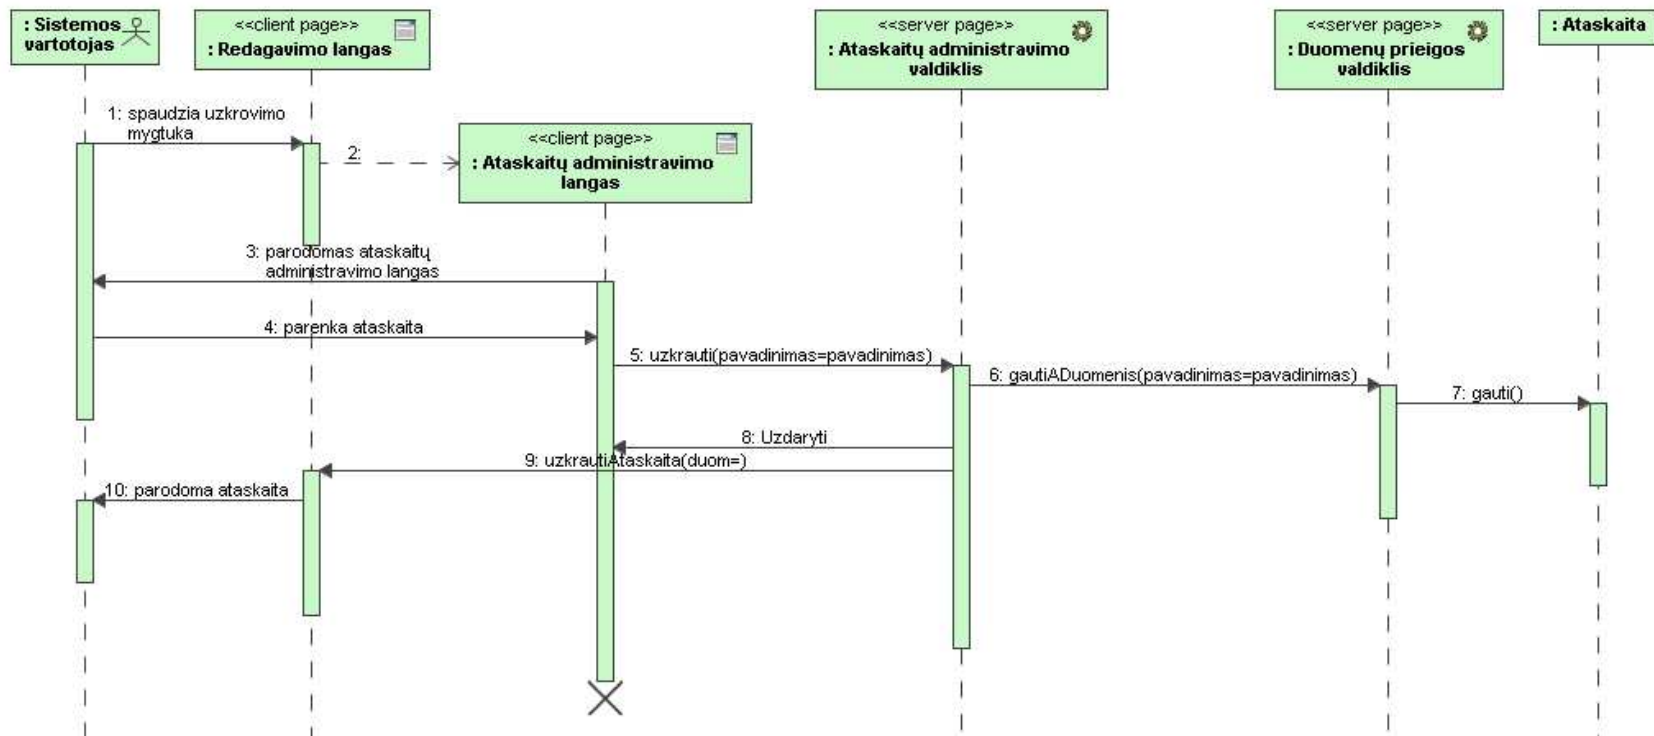 : Sistemos
vartotojas
<<client page>>
: Redagavimo langas
<<server page>>
: Ataskaitų administravimo
valdiklis
<<server page>>
: Duomenų prieigos
valdiklis
: Ataskaita
1: spaudzia uzkrovimo
mygtuka
<<client page>>
: Ataskaitų administravimo
langas
2:
3: parodomas ataskaitų
administravimo langas
4: parenka ataskaita
5: uzkrauti(pavadinimas=pavadinimas)
6: gautiADuomenis(pavadinimas=pavadinimas)
7: gauti()
8: Uzdaryti
9: uzkrautiAtaskaita(duom=)
10: parodoma ataskaita